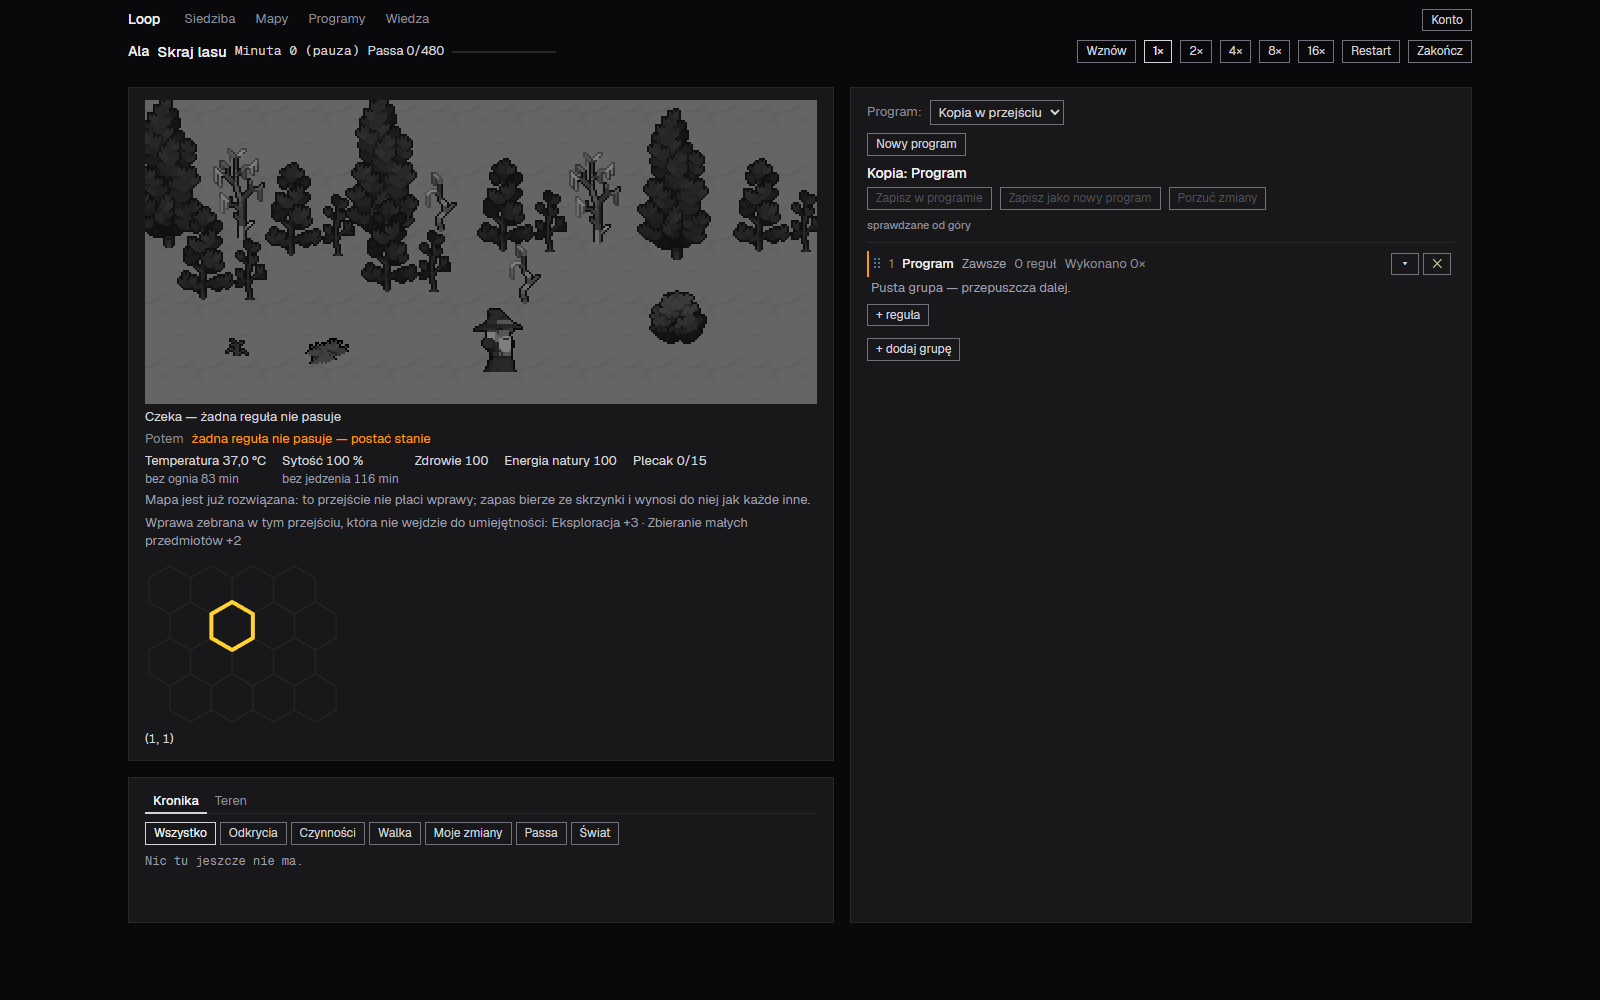 Loop Siedziba Mapy Programy Wiedza Konto
Ala Skraj lasu Minuta 0 (pauza) Passa 0/480 Wznów 1× 2× 4× 8× 16× Restart Zakończ
Czeka — żadna reguła nie pasuje
Potem żadna reguła nie pasuje — postać stanie
Temperatura 37,0 °C Sytość 100 % Zdrowie 100 Energia natury 100 Plecak 0/15
bez ognia 83 min bez jedzenia 116 min
Mapa jest już rozwiązana: to przejście nie płaci wprawy; zapas bierze ze skrzynki i wynosi do niej jak każde inne.
Wprawa zebrana w tym przejściu, która nie wejdzie do umiejętności: Eksploracja +3 · Zbieranie małych
przedmiotów +2
(1, 1)
Kronika Teren
Wszystko Odkrycia Czynności Walka Moje zmiany Passa Świat
Nic tu jeszcze nie ma.
Program: Kopia w przejściu
Nowy program
Kopia: Program
Zapisz w programie Zapisz jako nowy program Porzuć zmiany
sprawdzane od góry
1 Program Zawsze 0 reguł Wykonano 0×
Pusta grupa — przepuszcza dalej.
+ reguła
+ dodaj grupę